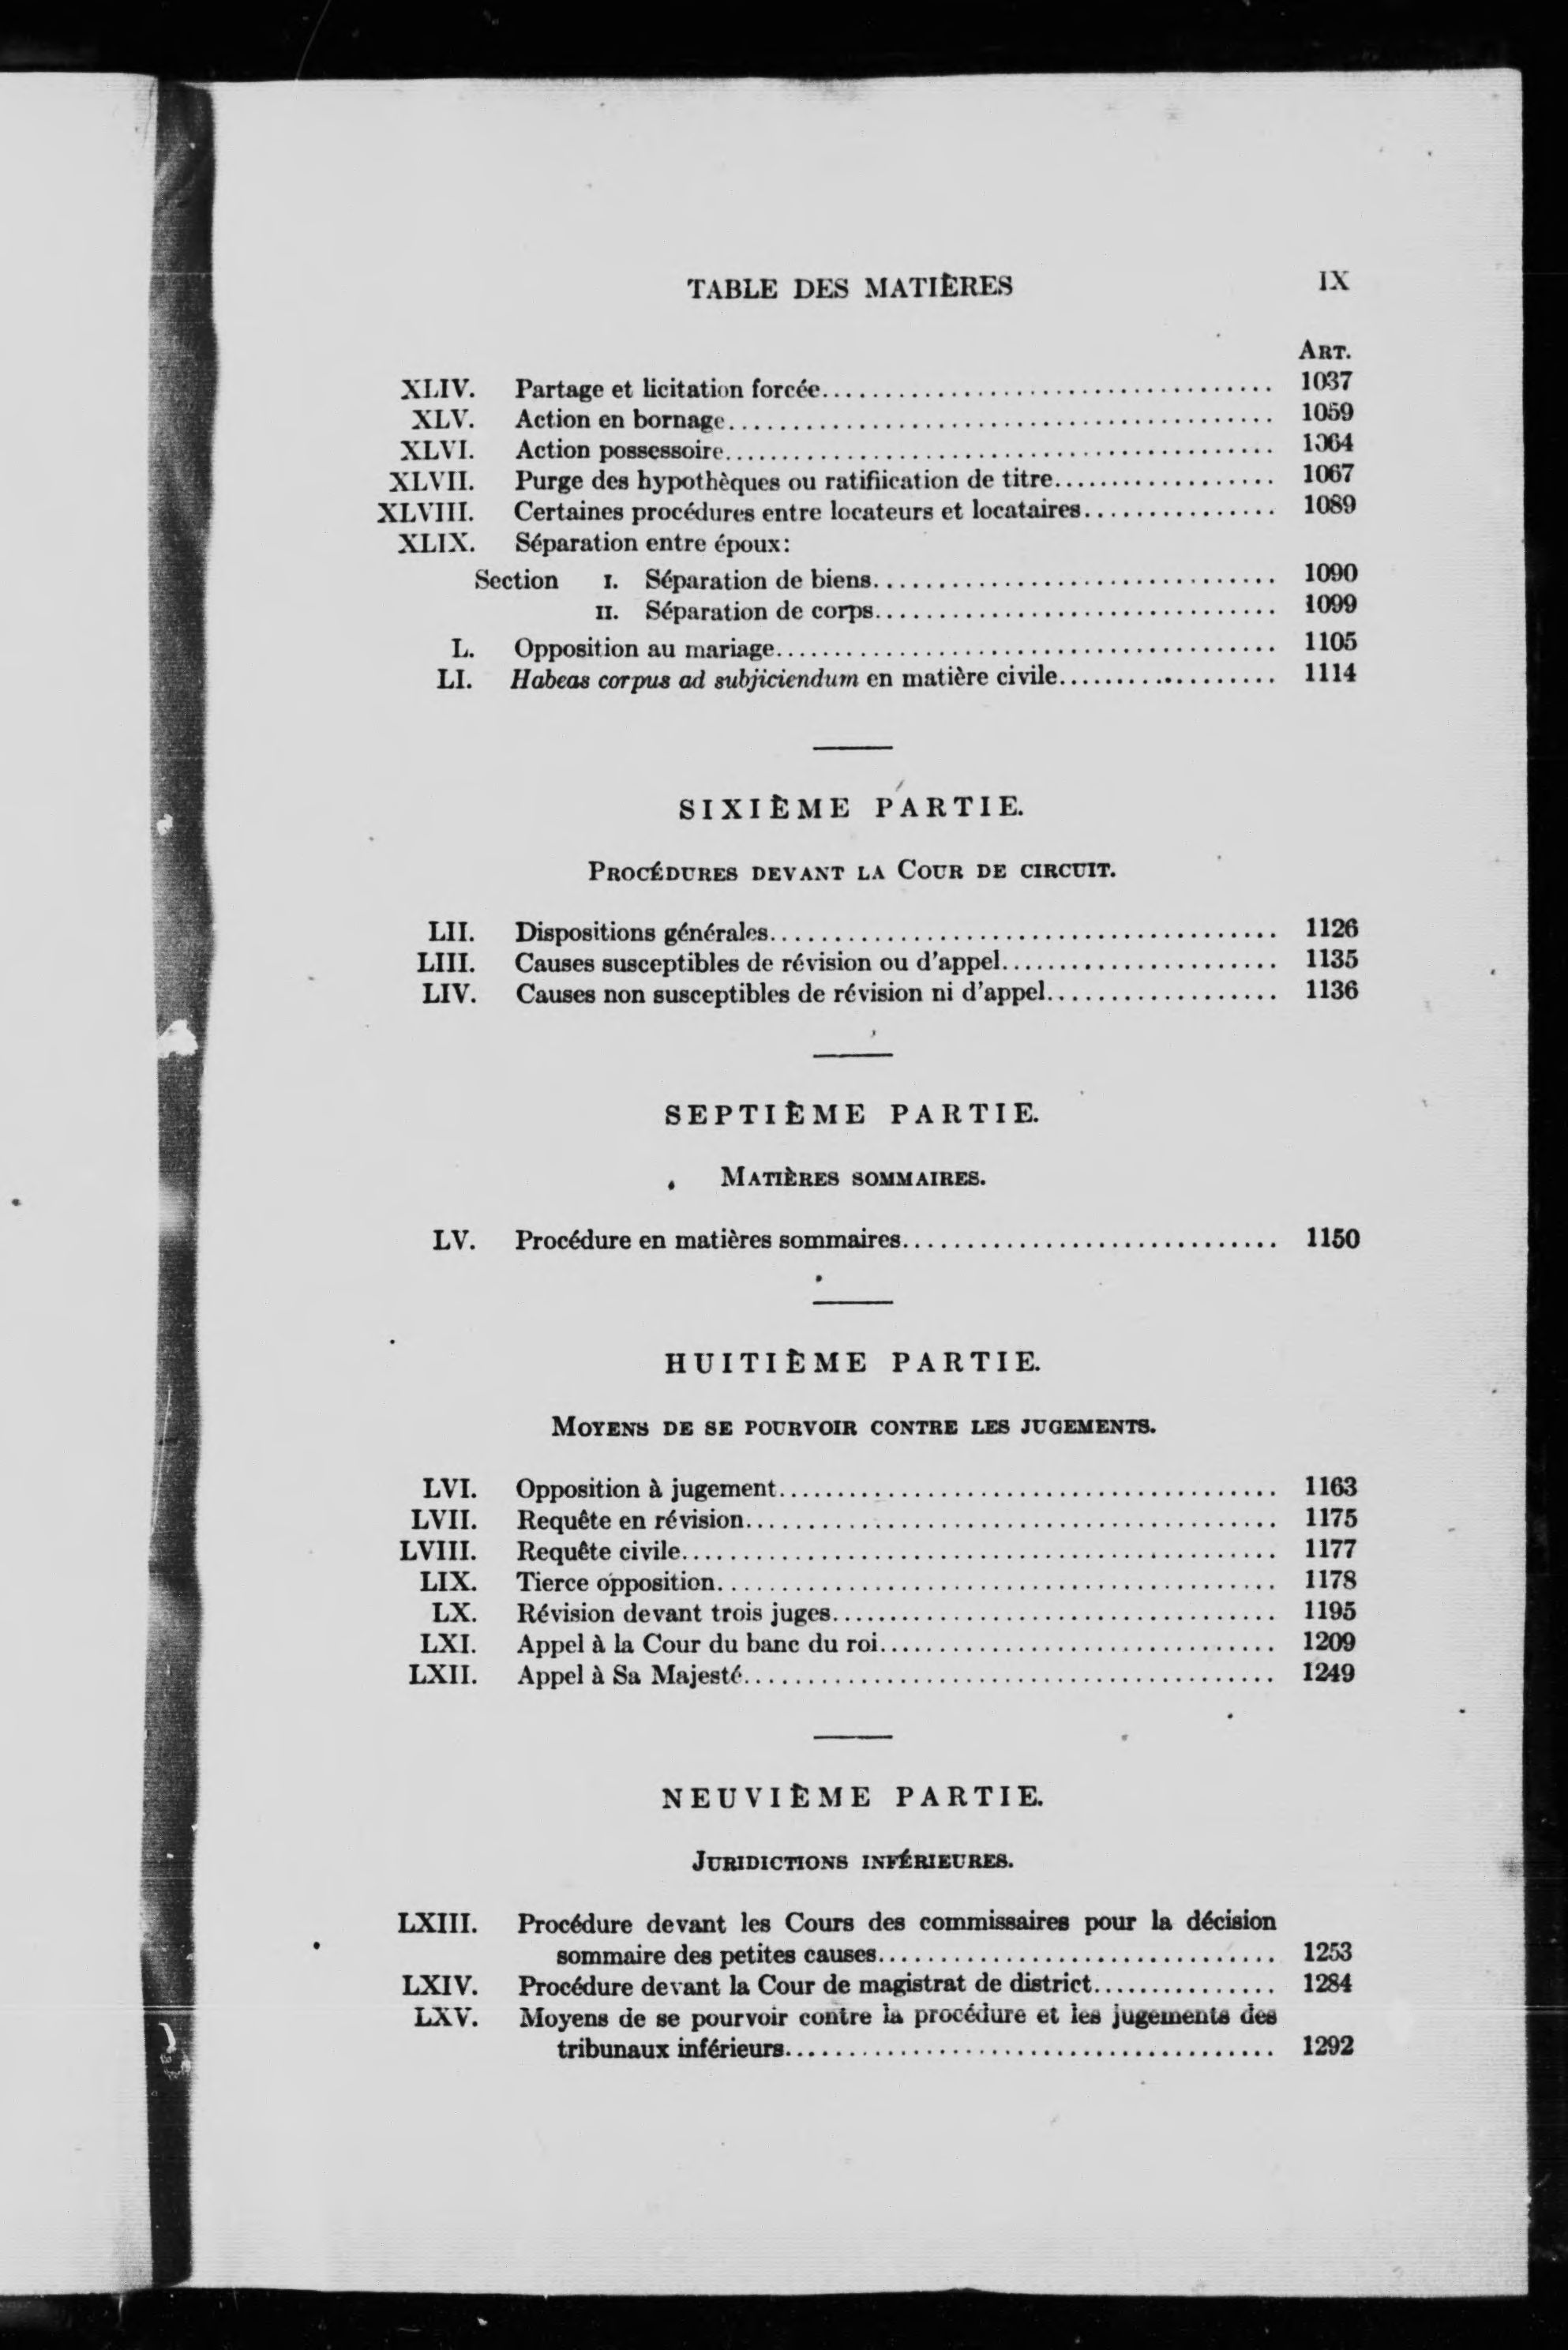 TABLE DES MATIÈRES IX
ART.
XLIV. Partage et licitation forcée........................................ 1037
XLV. Action en bornage........................................ 1059
XLVI. Action possessoire........................................ 1064
XLVII. Purge des hypothèques ou ratifiication de titre.................. 1067
XLVIII. Certaines procédures entre locateurs et locataires................ 1089
XLIX. Séparation entre époux:
Section I. Séparation de biens................................ 1090
II. Séparation de corps................................ 1099
L. Opposition au mariage........................................ 1105
LI. Habeas corpus ad subjiciendum en matière civile................... 1114
SIXIÈME PARTIE.
PROCÉDURES DEVANT LA COUR DE CIRCUIT.
LII. Dispositions générales........................................ 1126
LIII. Causes susceptibles de révision ou d'appel....................... 1135
LIV. Causes non susceptibles de révision ni d'appel................... 1136
SEPTIÈME PARTIE.
MATIÈRES SOMMAIRES.
LV. Procédure en matières sommaires.............................. 1150
HUITIÈME PARTIE.
MOYENS DE SE POURVOIR CONTRE LES JUGEMENTS.
LVI. Opposition à jugement........................................ 1163
LVII. Requête en révision........................................ 1175
LVIII. Requête civile........................................ 1177
LIX. Tierce opposition........................................ 1178
LX. Révision devant trois juges.................................... 1195
LXI. Appel à la Cour du banc du roi................................ 1209
LXII. Appel à Sa Majesté........................................ 1249
NEUVIÈME PARTIE.
JURIDICTIONS INFÉRIEURES.
LXIII. Procédure devant les Cours des commissaires pour la décision
sommaire des petites causes................................ 1253
LXIV. Procédure devant la Cour de magistrat de district............... 1284
LXV. Moyens de se pourvoir contre la procédure et les jugements des
tribunaux inférieurs........................................ 1292